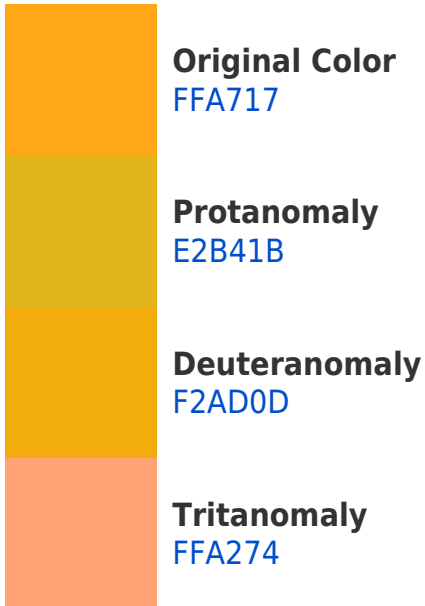 Original Color
FFA717
Protanomaly
E2B41B
Deuteranomaly
F2AD0D
Tritanomaly
FFA274